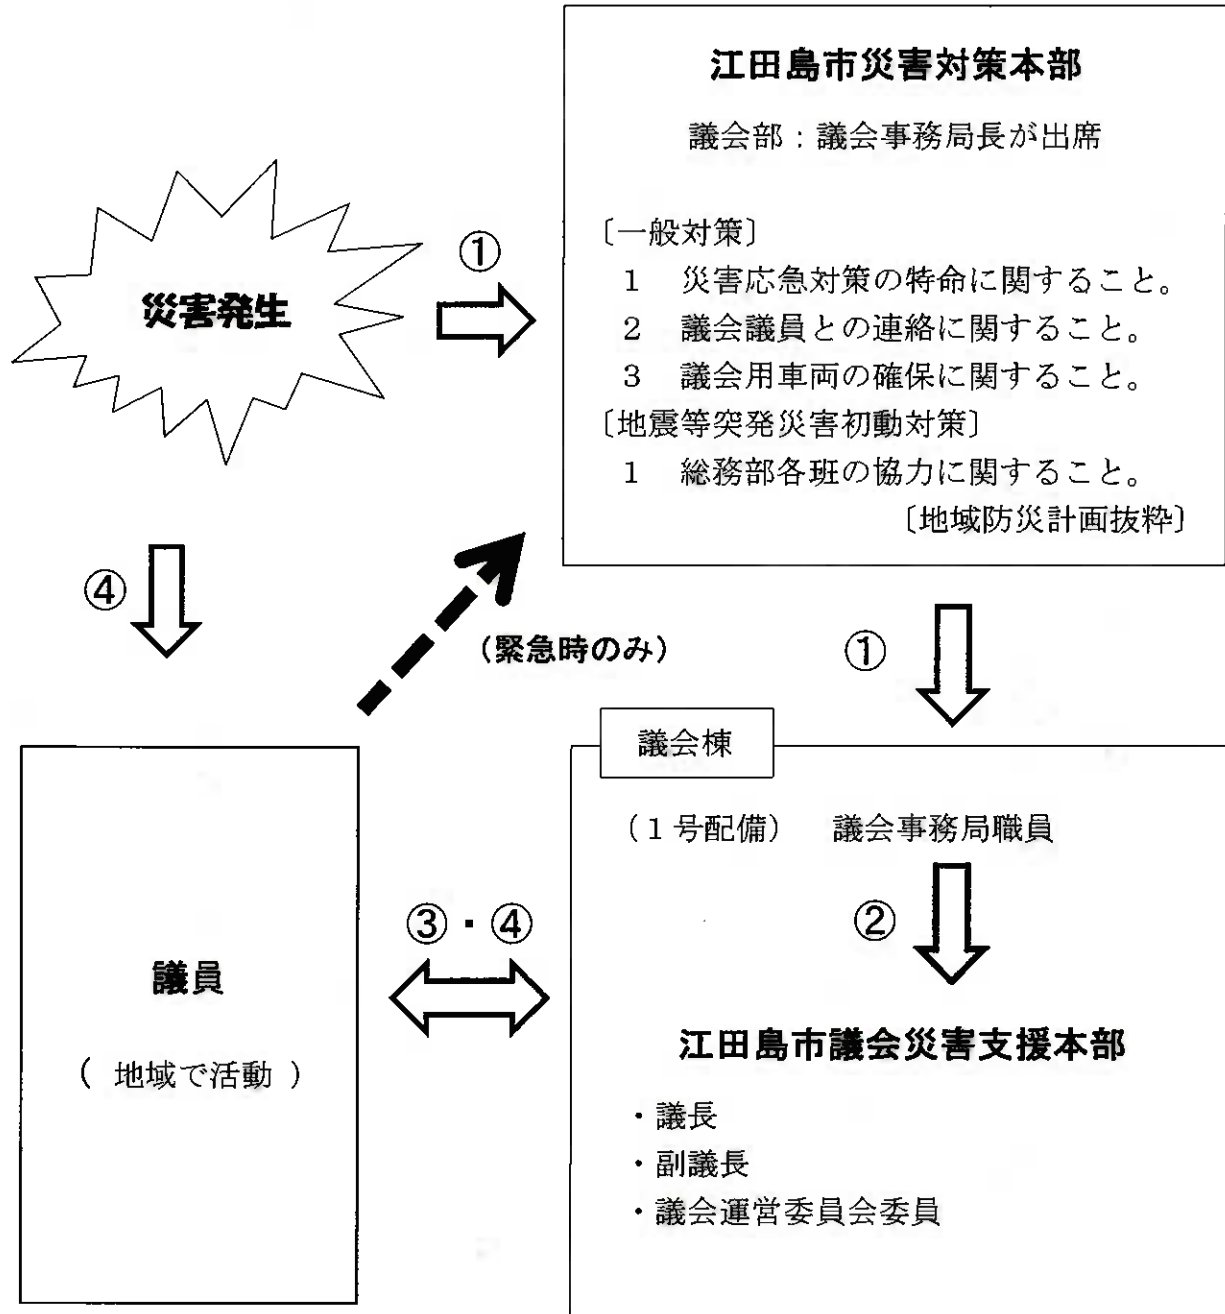 江田島市災害対策本部
議会部：議会事務局長が出席
〔一般対策〕
１　災害応急対策の特命に関すること。
２　議会議員との連絡に関すること。
３　議会用車両の確保に関すること。
〔地震等突発災害初動対策〕
１　総務部各班の協力に関すること。
〔地域防災計画抜粋〕
災害発生
①
④
（緊急時のみ）
①
議会棟
（１号配備）　議会事務局職員
②
③・④
議員
（ 地域で活動 ）
江田島市議会災害支援本部
・議長
・副議長
・議会運営委員会委員